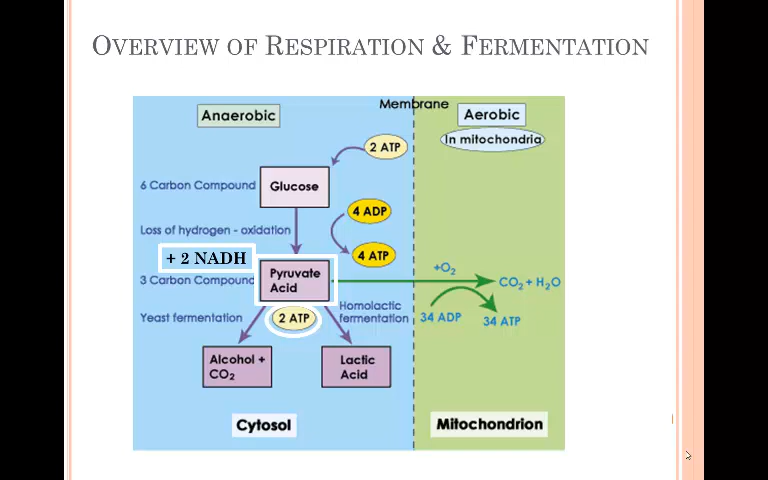 OVERVIEW OF RESPIRATION & FERMENTATION
Membrane
Anaerobic
Aerobic
In mitochondria
2 ATP
6 Carbon Compound
Glucose
4 ADP
Loss of hydrogen - oxidation
+ 2 NADH
4 ATP
3 Carbon Compound
Pyruvate
Acid
+O₂
CO₂ + H₂O
Yeast fermentation
2 ATP
Homolactic
fermentation
34 ADP
34 ATP
Alcohol +
CO₂
Lactic
Acid
Cytosol
Mitochondrion